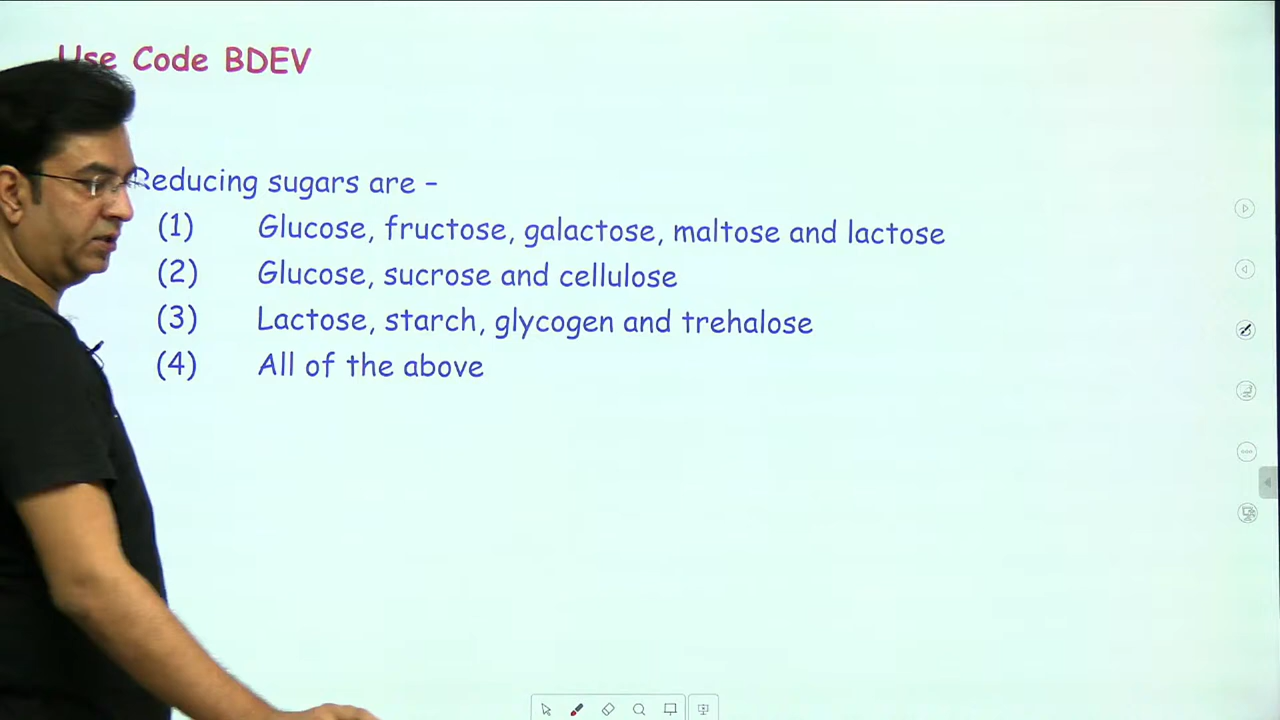 Use Code BDEV
Reducing sugars are –
(1) Glucose, fructose, galactose, maltose and lactose
(2) Glucose, sucrose and cellulose
(3) Lactose, starch, glycogen and trehalose
(4) All of the above